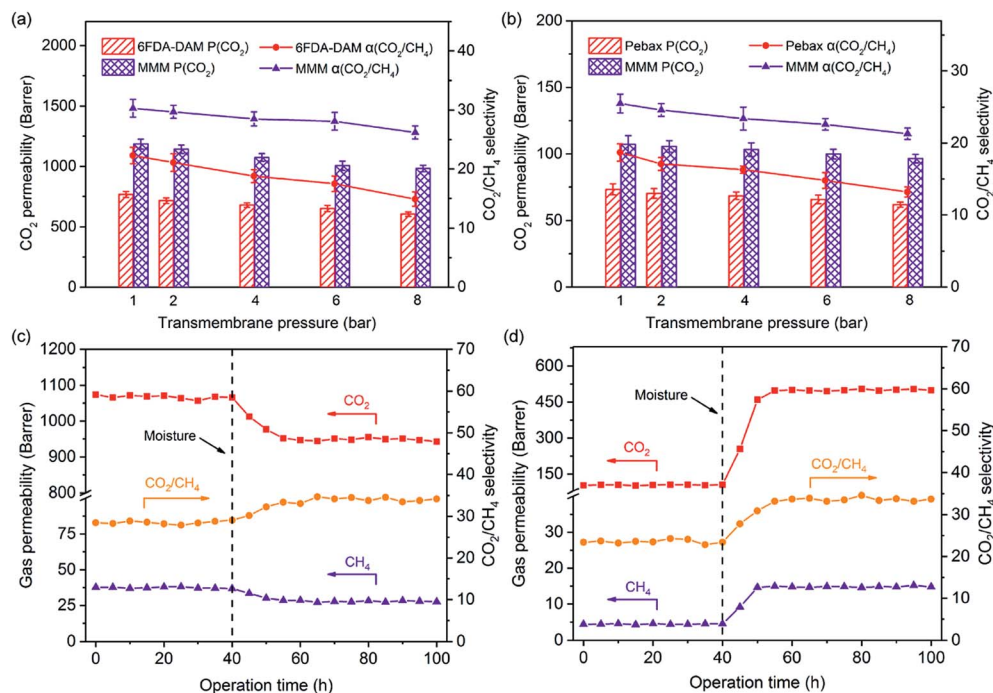 (a)
2000
1500
1000
500
0
CO₂ permeability (Barrer)
6FDA-DAM P(CO₂)
MMM P(CO₂)
6FDA-DAM α(CO₂/CH₄)
MMM α(CO₂/CH₄)
40
30
20
10
0
CO₂/CH₄ selectivity
1 2 4 6 8
Transmembrane pressure (bar)
(b)
200
150
100
50
0
CO₂ permeability (Barrer)
Pebax P(CO₂)
MMM P(CO₂)
Pebax α(CO₂/CH₄)
MMM α(CO₂/CH₄)
30
20
10
0
CO₂/CH₄ selectivity
1 2 4 6 8
Transmembrane pressure (bar)
(c)
1200
1100
1000
950
900
800
75
50
25
0
Gas permeability (Barrer)
Moisture
CO₂
CO₂/CH₄
CH₄
70
60
50
40
30
20
10
0
CO₂/CH₄ selectivity
0 20 40 60 80 100
Operation time (h)
(d)
600
450
300
150
30
20
15
10
5
0
Gas permeability (Barrer)
Moisture
CO₂
CO₂/CH₄
CH₄
70
60
50
40
30
20
10
0
CO₂/CH₄ selectivity
0 20 40 60 80 100
Operation time (h)